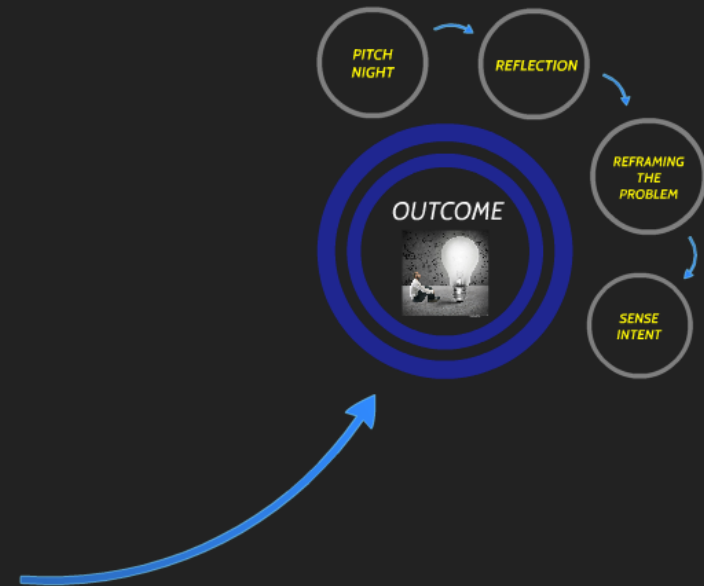 PITCH
NIGHT
REFLECTION
REFRAMING
THE
PROBLEM
OUTCOME
SENSE
INTENT